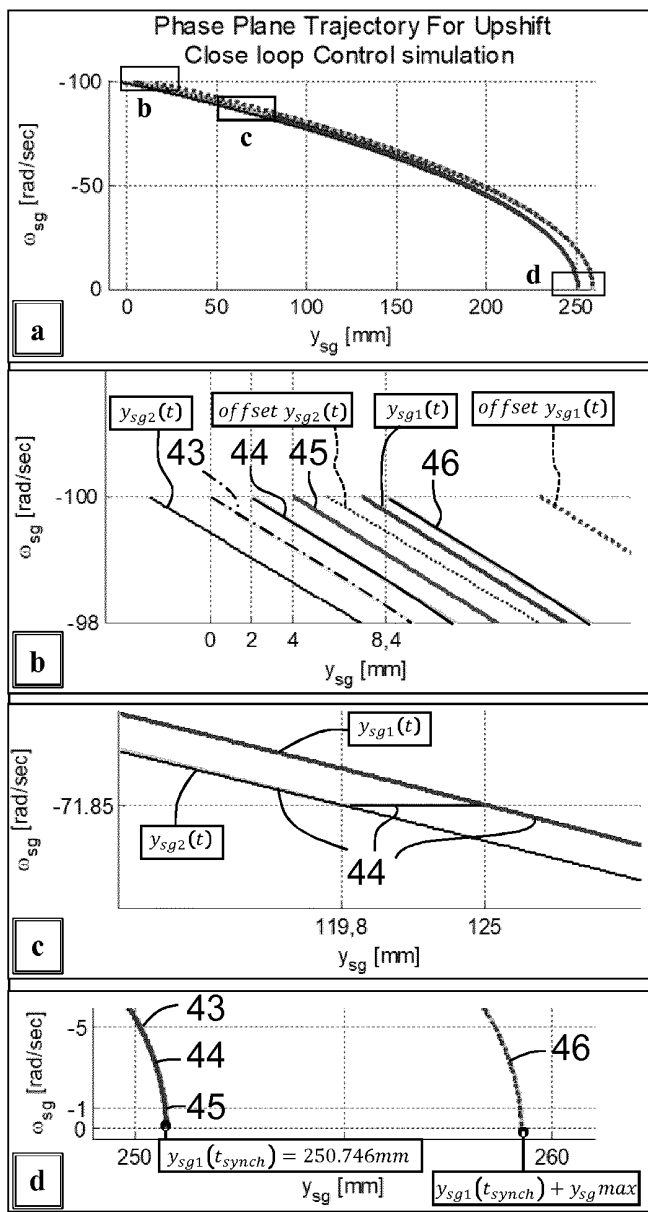 Phase Plane Trajectory For Upshift
Close loop Control simulation
-100
-50
0
ω_sg [rad/sec]
b
c
d
0 50 100 150 200 250
y_sg [mm]
a
y_sg2(t)
offset y_sg2(t)
y_sg1(t)
offset y_sg1(t)
43
44
45
46
-100
-98
ω_sg [rad/sec]
0 2 4 8,4
y_sg [mm]
b
y_sg1(t)
y_sg2(t)
44
-71.85
ω_sg [rad/sec]
119,8 125
y_sg [mm]
c
43
44
45
46
-5
-1
0
ω_sg [rad/sec]
250 260
y_sg1(t_synch) = 250.746mm
y_sg1(t_synch) + y_sg max
y_sg [mm]
d